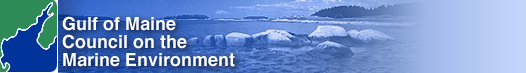 Gulf of Maine
Council on the
Marine Environment